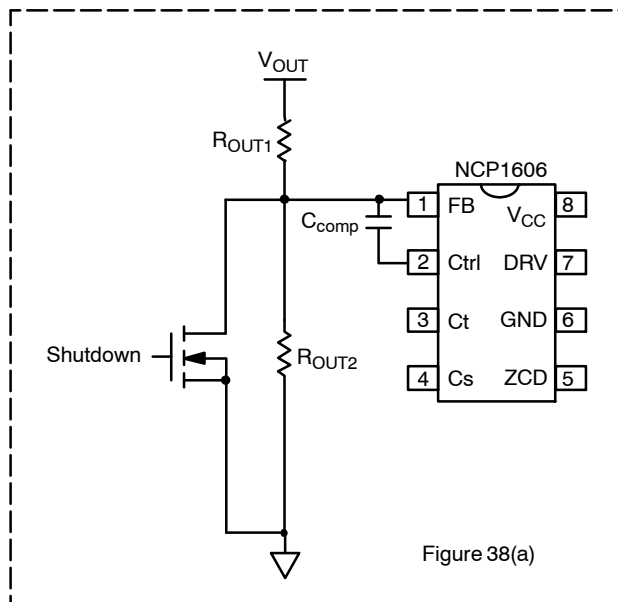 VOUT
ROUT1
NCP1606
1 FB VCC 8
Ccomp
2 Ctrl DRV 7
3 Ct GND 6
Shutdown
ROUT2
4 Cs ZCD 5
Figure 38(a)